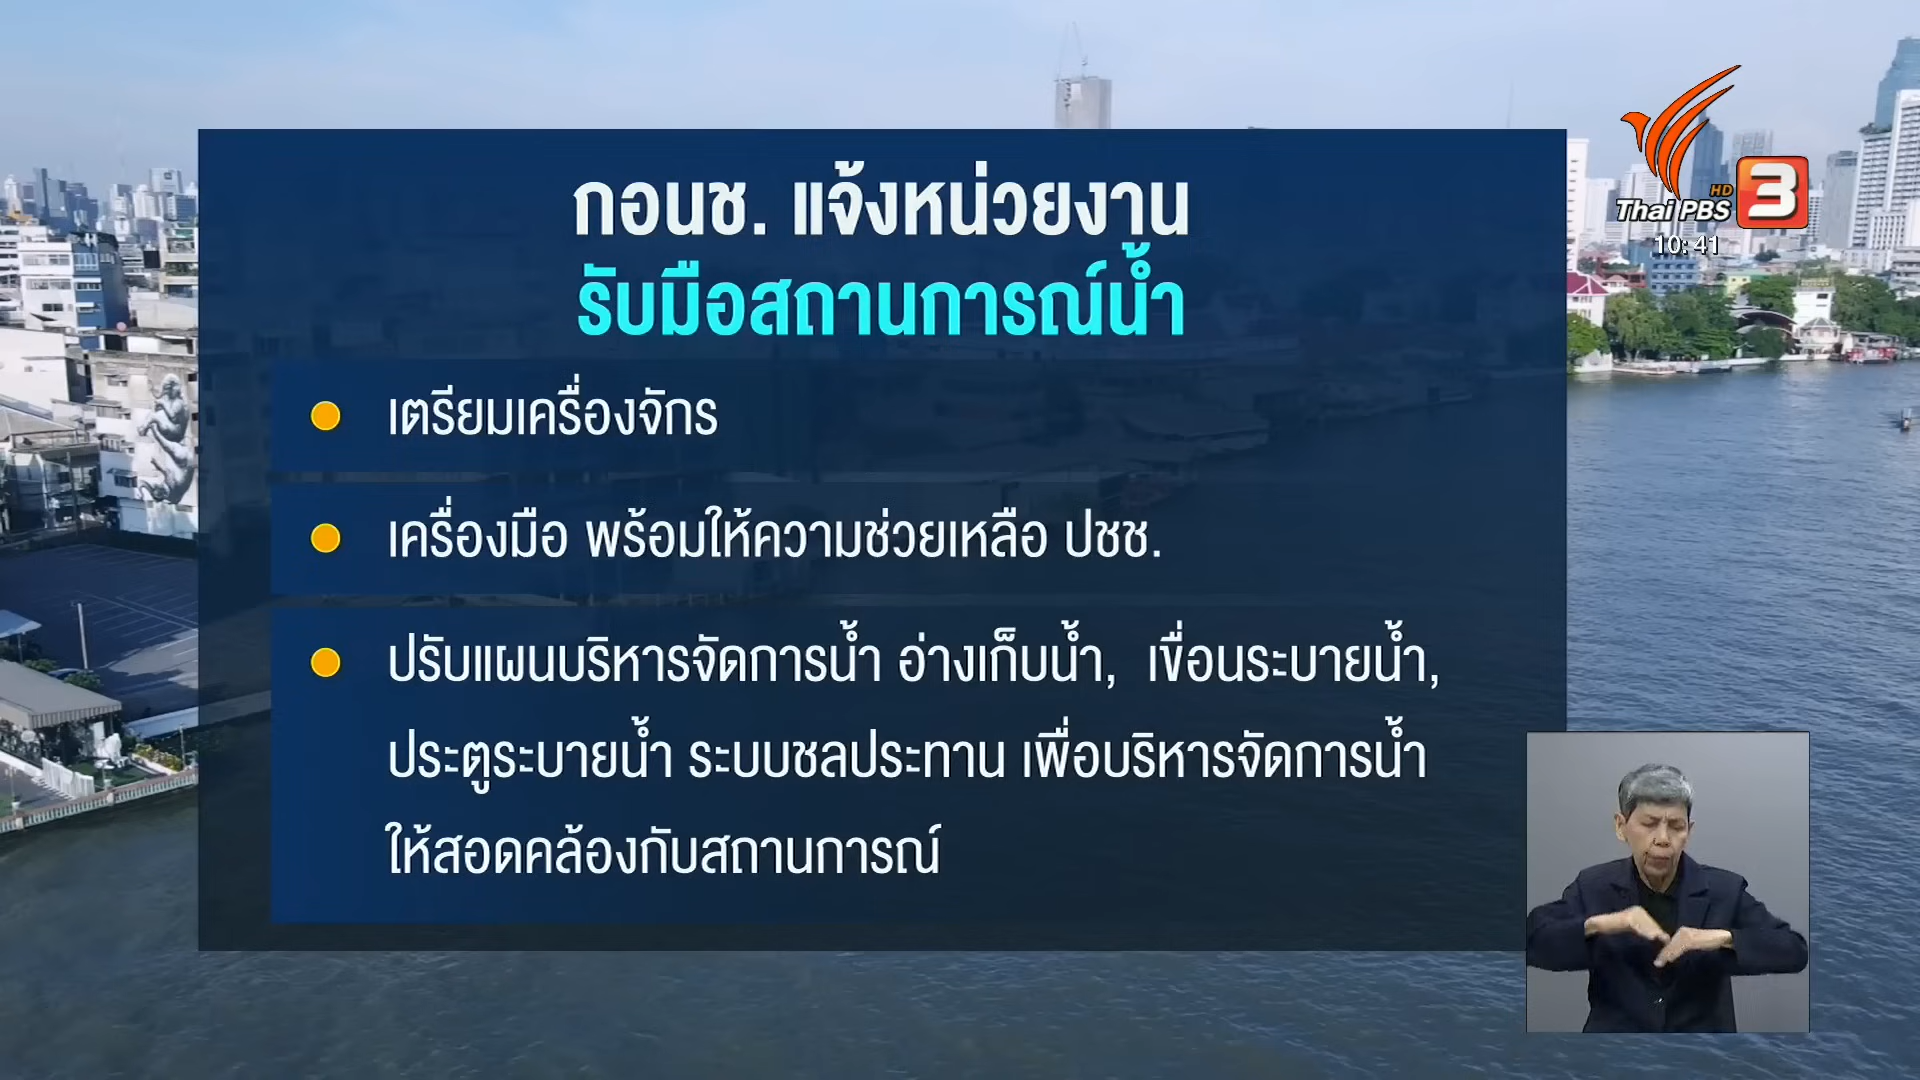 กอนช. แจ้งหน่วยงาน
รับมือสถานการณ์น้ำ
เตรียมเครื่องจักร
เครื่องมือ พร้อมให้ความช่วยเหลือ ปชช.
ปรับแผนบริหารจัดการน้ำ อ่างเก็บน้ำ, เขื่อนระบายน้ำ,
ประตูระบายน้ำ ระบบชลประทาน เพื่อบริหารจัดการน้ำ
ให้สอดคล้องกับสถานการณ์
HD
Thai PBS 3
10:41